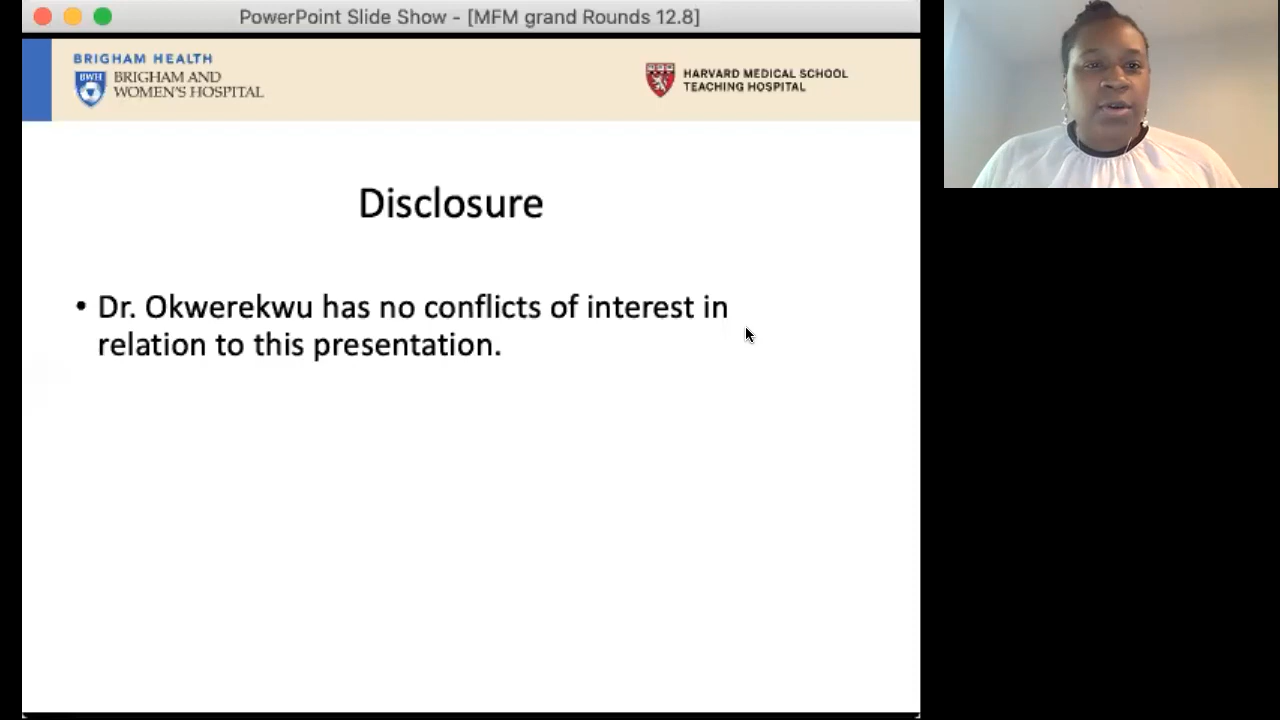 PowerPoint Slide Show - [MFM grand Rounds 12.8]
BRIGHAM HEALTH
BWH
BRIGHAM AND
WOMEN'S HOSPITAL
HARVARD MEDICAL SCHOOL
TEACHING HOSPITAL
Disclosure
• Dr. Okwerekwu has no conflicts of interest in
relation to this presentation.